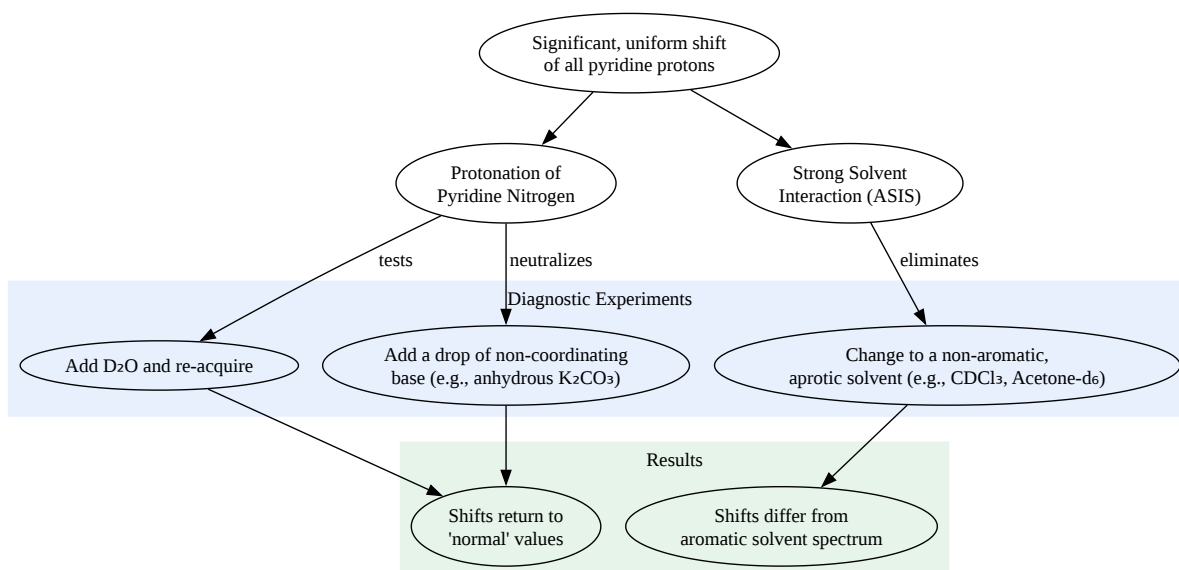 Significant, uniform shift
of all pyridine protons
Protonation of
Pyridine Nitrogen
Strong Solvent
Interaction (ASIS)
tests
neutralizes
eliminates
Diagnostic Experiments
Add D₂O and re-acquire
Add a drop of non-coordinating
base (e.g., anhydrous K₂CO₃)
Change to a non-aromatic,
aprotic solvent (e.g., CDCl₃, Acetone-d₆)
Results
Shifts return to
'normal' values
Shifts differ from
aromatic solvent spectrum